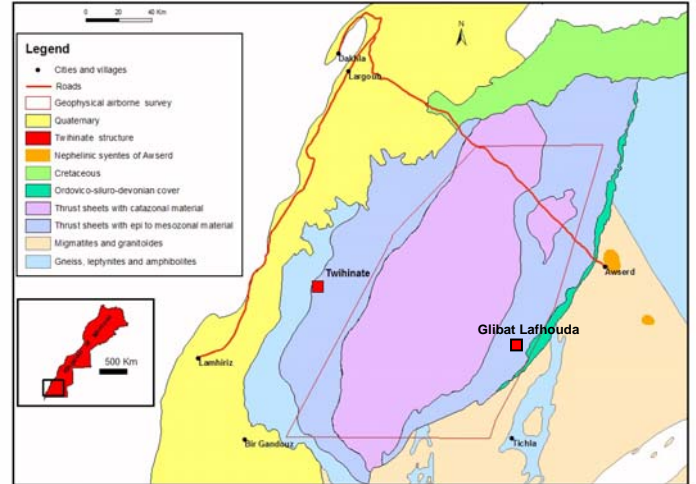 0 20 40 Km
N
Dakhla
Largoub
Legend
Cities and villages
Roads
Geophysical airborne survey
Quaternary
Twihinate structure
Nephelinic syentes of Awserd
Cretaceous
Ordovico-siluro-devonian cover
Thrust sheets with catazonal material
Thrust sheets with epi to mesozonal material
Migmatites and granitoides
Gneiss, leptynites and amphibolites
Twihinate
Awserd
Glibat Lafhouda
500 Km
Lamhiriz
Bir Gandouz
Tichla